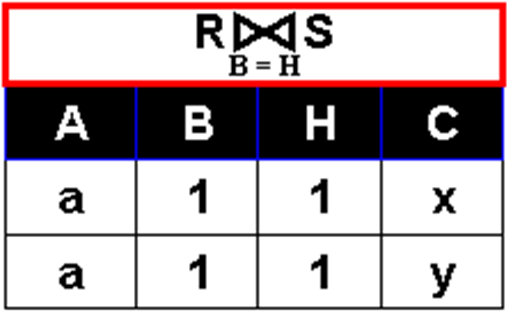 R⋈S
B = H
A B H C
a 1 1 x
a 1 1 y